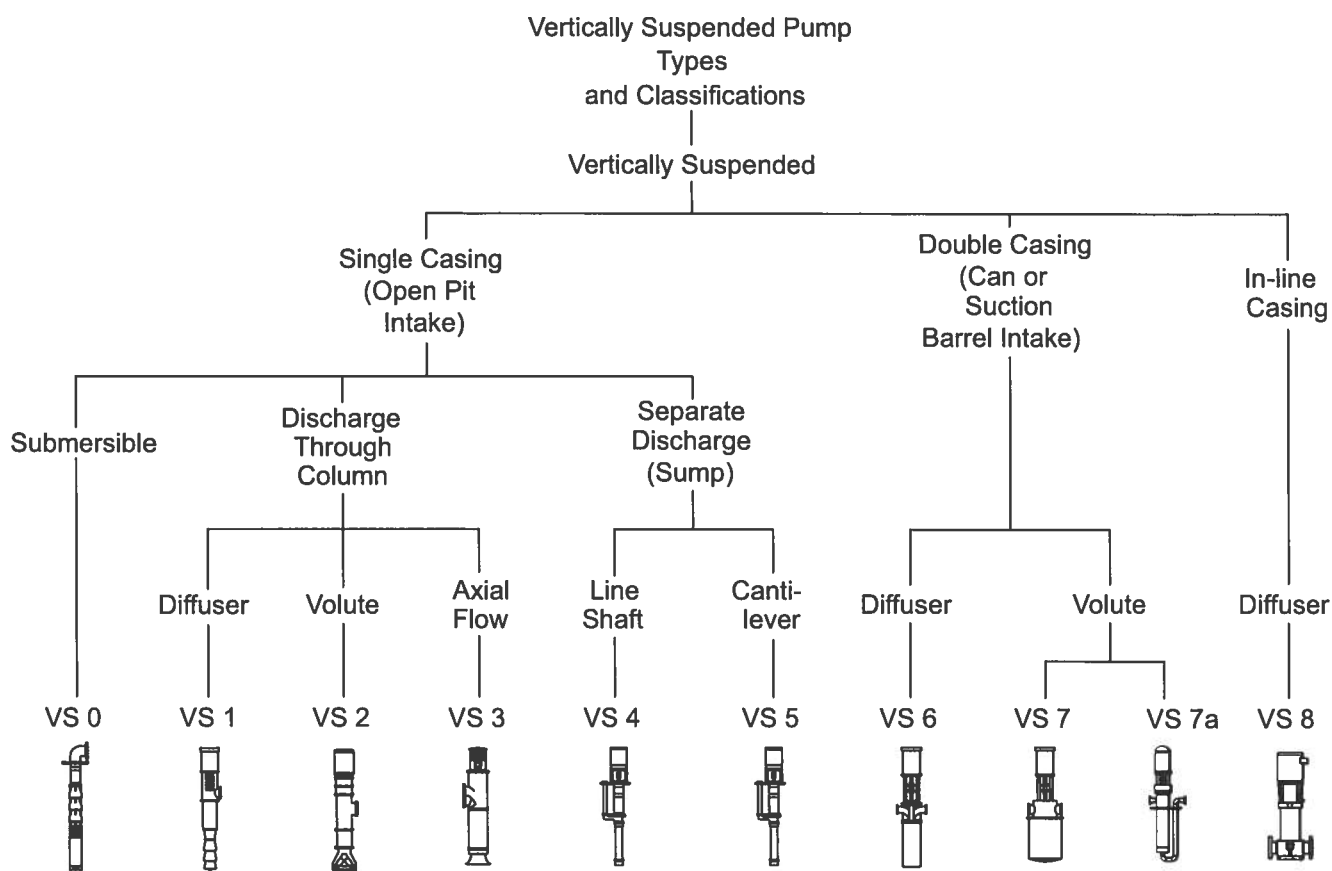 Vertically Suspended Pump
Types
and Classifications
Vertically Suspended
Single Casing
(Open Pit
Intake)
Double Casing
(Can or
Suction
Barrel Intake)
In-line
Casing
Submersible
Discharge
Through
Column
Separate
Discharge
(Sump)
Diffuser
Volute
Axial
Flow
Line
Shaft
Canti-
lever
Diffuser
Volute
Diffuser
VS 0
VS 1
VS 2
VS 3
VS 4
VS 5
VS 6
VS 7
VS 7a
VS 8